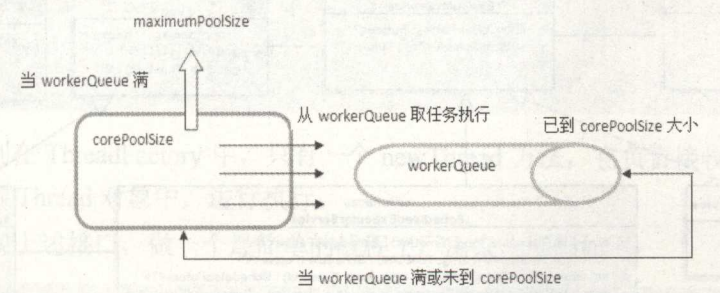 maximumPoolSize
当 workerQueue 满
从 workerQueue 取任务执行
已到 corePoolSize 大小
corePoolSize
workerQueue
当 workerQueue 满或未到 corePoolSize